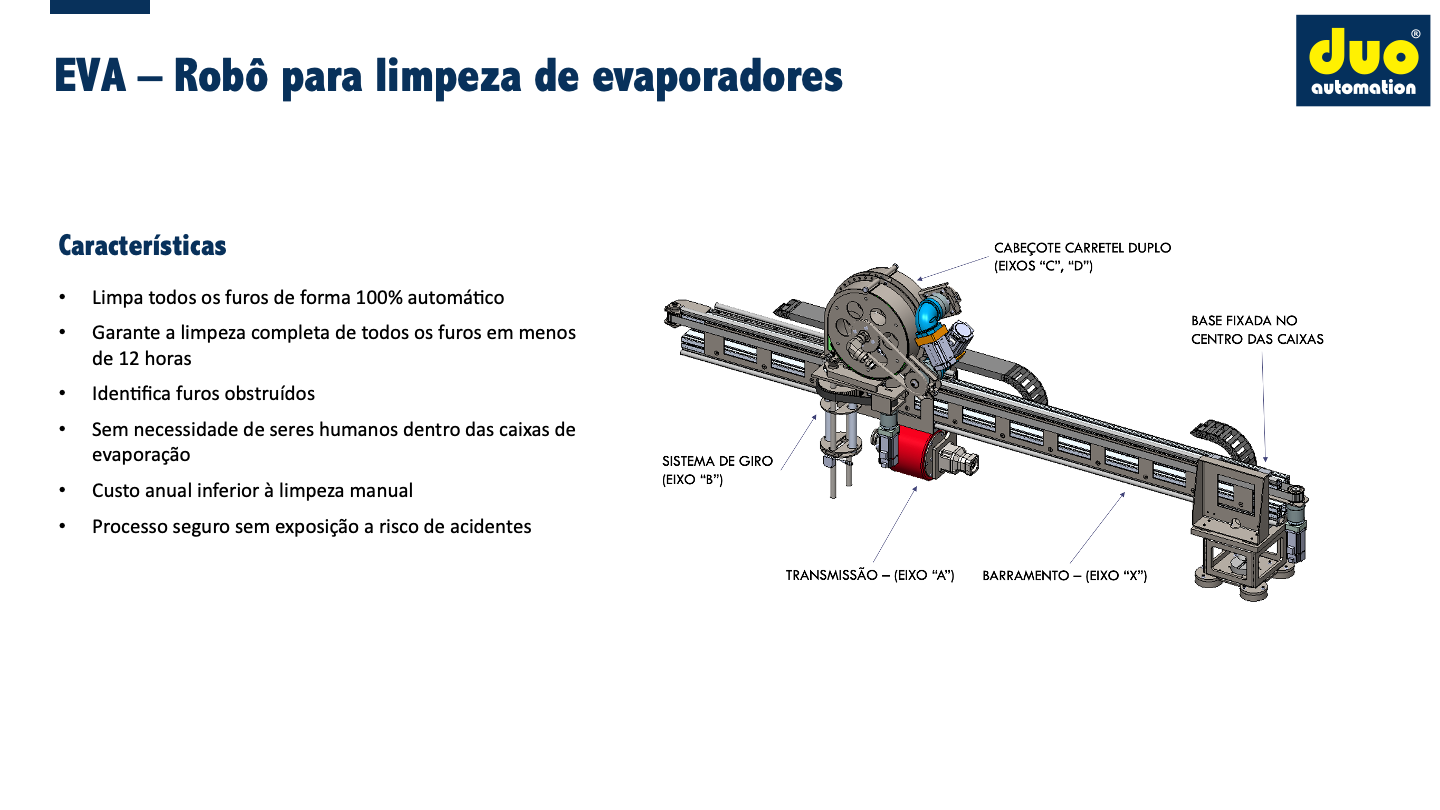 EVA – Robô para limpeza de evaporadores
duo®
automation
Características
• Limpa todos os furos de forma 100% automático
• Garante a limpeza completa de todos os furos em menos
de 12 horas
• Identifica furos obstruídos
• Sem necessidade de seres humanos dentro das caixas de
evaporação
• Custo anual inferior à limpeza manual
• Processo seguro sem exposição a risco de acidentes
CABEÇOTE CARRETEL DUPLO
(EIXOS “C”, “D”)
BASE FIXADA NO
CENTRO DAS CAIXAS
SISTEMA DE GIRO
(EIXO “B”)
TRANSMISSÃO – (EIXO “A”)
BARRAMENTO – (EIXO “X”)